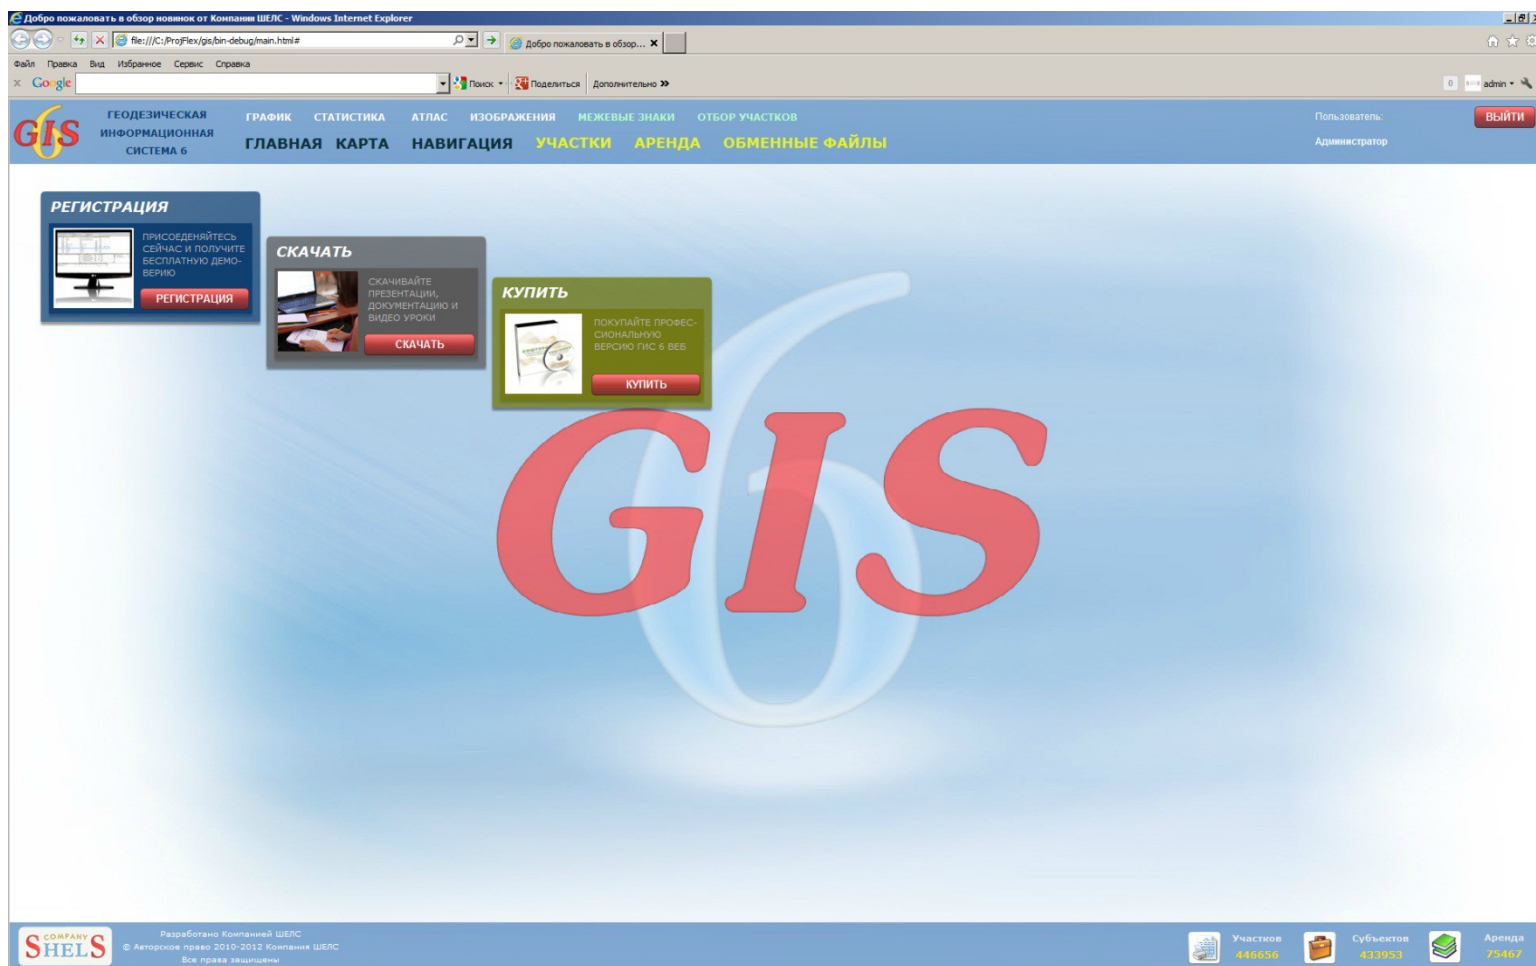 Добро пожаловать в обзор новинок от Компании ШЕЛС - Windows Internet Explorer
file:///C:/ProjFlex/gis/bin-debug/main.html#
Добро пожаловать в обзор...
Файл Правка Вид Избранное Сервис Справка
x Google Поиск Поделиться Дополнительно » 0 admin
GIS 6
ГЕОДЕЗИЧЕСКАЯ
ИНФОРМАЦИОННАЯ
СИСТЕМА 6
ГРАФИК СТАТИСТИКА АТЛАС ИЗОБРАЖЕНИЯ МЕЖЕВЫЕ ЗНАКИ ОТБОР УЧАСТКОВ
ГЛАВНАЯ КАРТА НАВИГАЦИЯ УЧАСТКИ АРЕНДА ОБМЕННЫЕ ФАЙЛЫ
Пользователь:
Администратор
ВЫЙТИ
РЕГИСТРАЦИЯ
ПРИСОЕДЕНЯЙТЕСЬ
СЕЙЧАС И ПОЛУЧИТЕ
БЕСПЛАТНУЮ ДЕМО-
ВЕРИЮ
РЕГИСТРАЦИЯ
СКАЧАТЬ
СКАЧИВАЙТЕ
ПРЕЗЕНТАЦИИ,
ДОКУМЕНТАЦИЮ И
ВИДЕО УРОКИ
СКАЧАТЬ
КУПИТЬ
ПОКУПАЙТЕ ПРОФЕС-
СИОНАЛЬНУЮ
ВЕРСИЮ ГИС 6 ВЕБ
КУПИТЬ
6
GIS
COMPANY
SHELS
Разработано Компанией ШЕЛС
© Авторское право 2010-2012 Компания ШЕЛС
Все права защищены
Участков
446656
Субъектов
433953
Аренда
75467